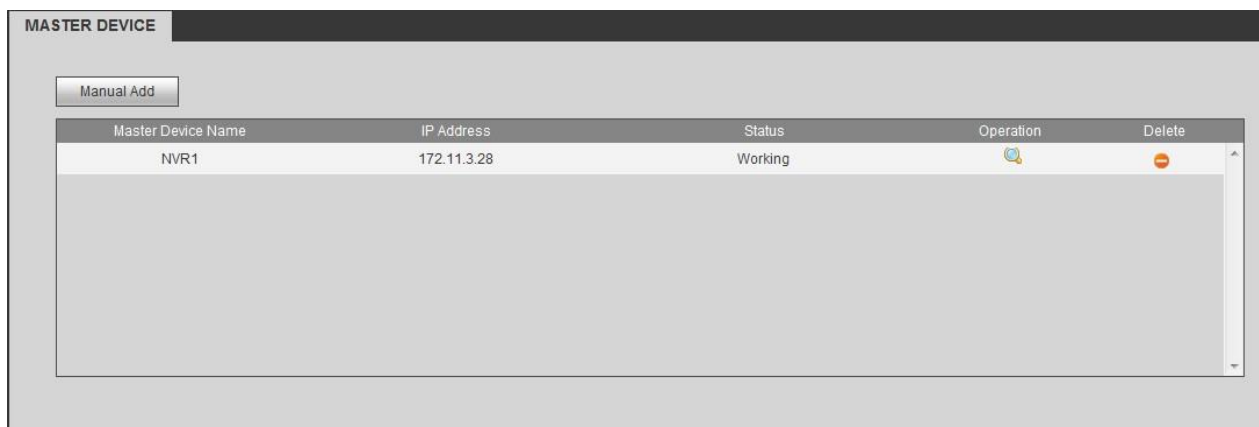 MASTER DEVICE
Manual Add
Master Device Name IP Address Status Operation Delete
NVR1 172.11.3.28 Working